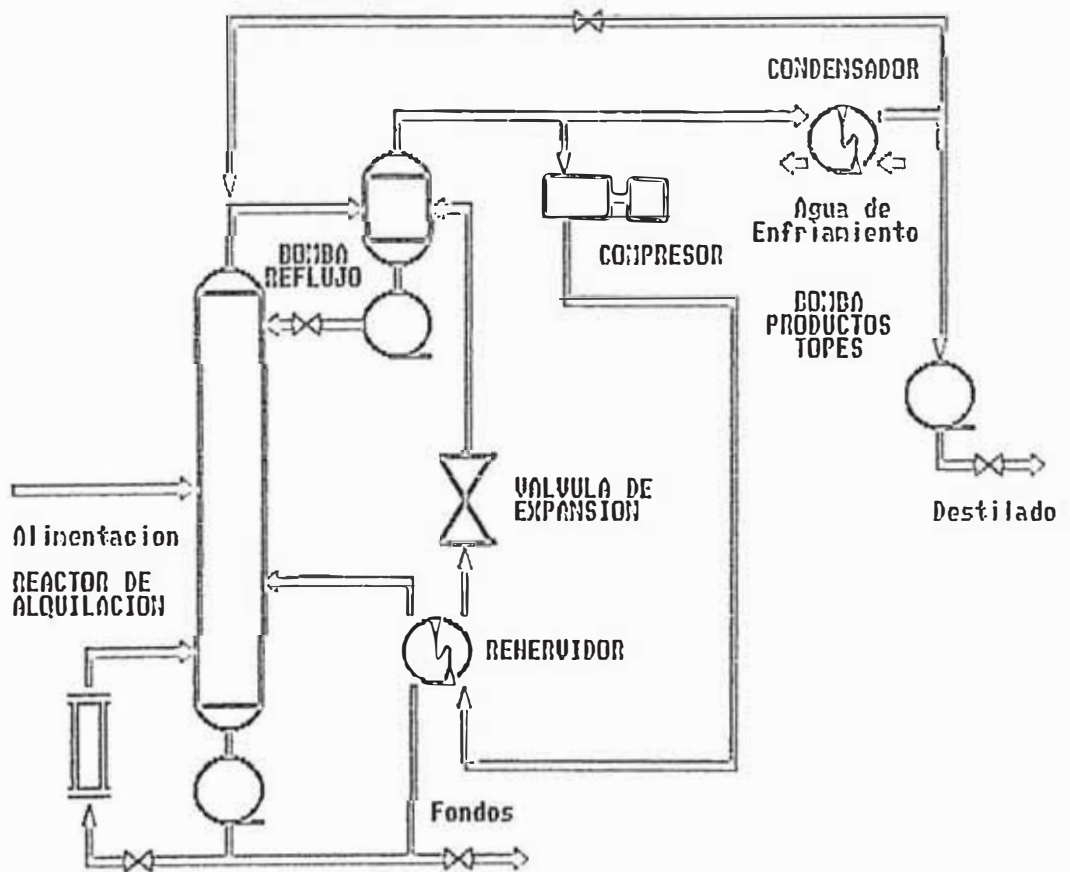 CONDENSADOR
Agua de
Enfriamiento
BOMBA
REFLUJO
COMPRESOR
BOMBA
PRODUCTOS
TOPES
VALVULA DE
EXPANSION
Destilado
Alimentacion
REACTOR DE
ALQUILACION
REHERVIDOR
Fondos